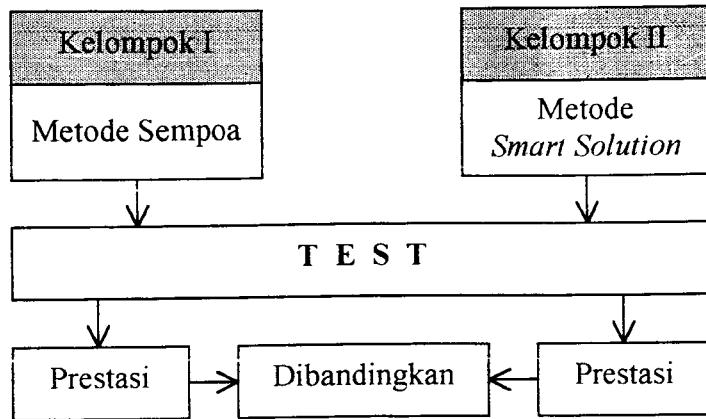 Kelompok I
Kelompok II
Metode Sempoa
Metode
Smart Solution
T E S T
Prestasi
Dibandingkan
Prestasi